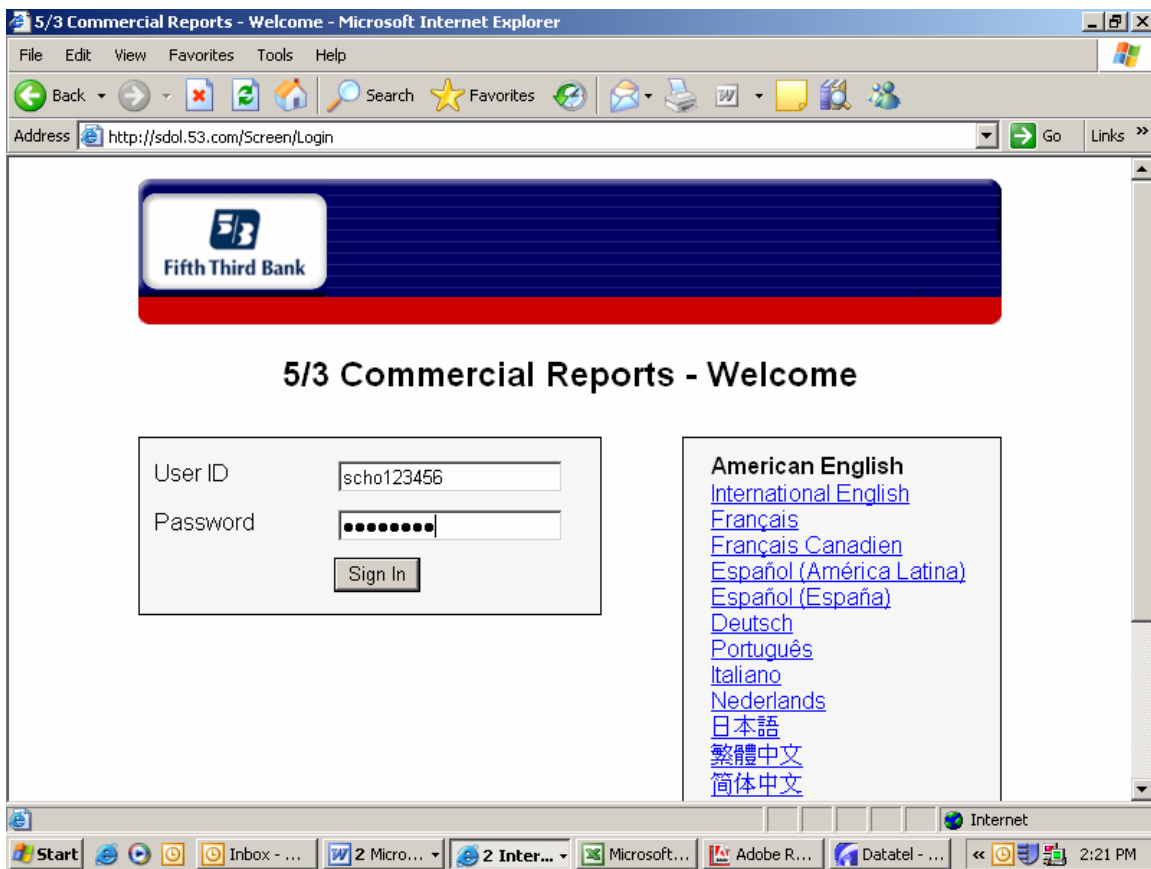 5/3 Commercial Reports - Welcome - Microsoft Internet Explorer
File Edit View Favorites Tools Help
Back Search Favorites
Address http://sdol.53.com/Screen/Login Go Links »
5/3
Fifth Third Bank
5/3 Commercial Reports - Welcome
User ID scho123456
Password ●●●●●●●●
Sign In
American English
International English
Français
Français Canadien
Español (América Latina)
Español (España)
Deutsch
Português
Italiano
Nederlands
日本語
繁體中文
简体中文
Internet
Start Inbox - ... 2 Micro... 2 Inter... Microsoft... Adobe R... Datatel - ... « 2:21 PM